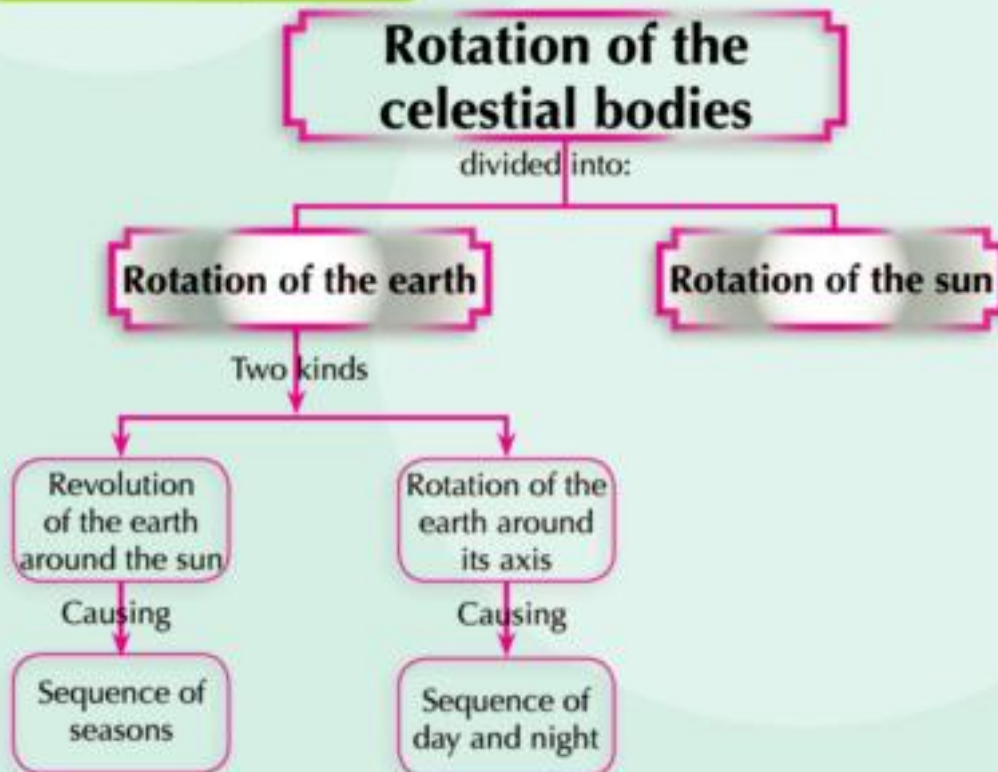 Rotation of the
celestial bodies
divided into:
Rotation of the earth
Rotation of the sun
Two kinds
Revolution
of the earth
around the sun
Rotation of the
earth around
its axis
Causing
Causing
Sequence of
seasons
Sequence of
day and night